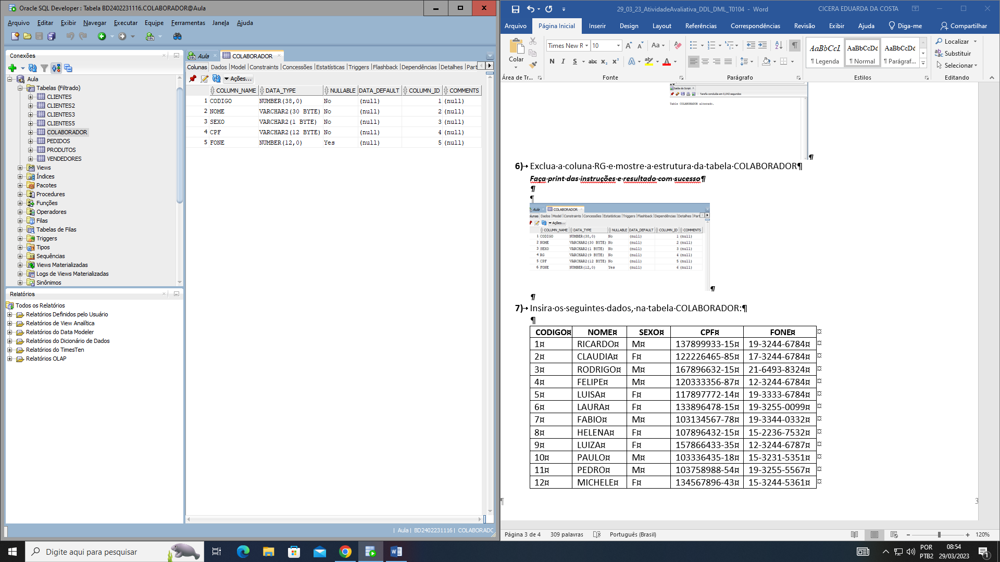 Oracle SQL Developer : Tabela BD2402231116.COLABORADOR@Aula
Arquivo Editar Exibir Navegar Executar Equipe Ferramentas Janela Ajuda
Conexões
Aula
Tabelas (Filtrado)
CLIENTES
CLIENTES2
CLIENTES3
CLIENTES5
COLABORADOR
PEDIDOS
PRODUTOS
VENDEDORES
Views
Índices
Pacotes
Procedures
Funções
Operadores
Filas
Tabelas de Filas
Triggers
Tipos
Sequências
Views Materializadas
Logs de Views Materializadas
Sinônimos
Relatórios
Todos os Relatórios
Relatórios Definidos pelo Usuário
Relatórios de View Analítica
Relatórios do Data Modeler
Relatórios do Dicionário de Dados
Relatórios do TimesTen
Relatórios OLAP
Aula COLABORADOR
Colunas Dados Model Constraints Concessões Estatísticas Triggers Flashback Dependências Detalhes Part
Ações...
COLUMN_NAME DATA_TYPE NULLABLE DATA_DEFAULT COLUMN_ID COMMENTS
1 CODIGO NUMBER(38,0) No (null) 1 (null)
2 NOME VARCHAR2(30 BYTE) No (null) 2 (null)
3 SEXO VARCHAR2(1 BYTE) No (null) 3 (null)
4 CPF VARCHAR2(12 BYTE) No (null) 4 (null)
5 FONE NUMBER(12,0) Yes (null) 5 (null)
Aula BD2402231116 COLABORADC
29_03_23_AtividadeAvaliativa_DDL_DML_T0104 - Word
CICERA EDUARDA DA COSTA
Arquivo Página Inicial Inserir Design Layout Referências Correspondências Revisão Exibir Ajuda Diga-me Compartilhar
Colar
Área de Tr...
Times New R 10
N I S abc x₂ x²
Fonte
Parágrafo
AaBbCcI AaBbCcDd AaBbCcDd
¶ Legenda ¶ Normal ¶ Parágraf...
Estilos
Localizar
Substituir
Selecionar
Editando
Saída do Script
Tarefa concluída em 0,042 segundos
Table COLABORADOR alterado.
¶
6) Exclua·a·coluna·RG·e·mostre·a·estrutura·da·tabela·COLABORADOR¶
Faça·print·das·instruções·e·resultado·com·sucesso¶
¶
¶
Aula COLABORADOR
lunas Dados Model Constraints Concessões Estatísticas Triggers Flashback Dependências Detalhes Part
Ações...
COLUMN_NAME DATA_TYPE NULLABLE DATA_DEFAULT COLUMN_ID COMMENTS
1 CODIGO NUMBER(38,0) No (null) 1 (null)
2 NOME VARCHAR2(30 BYTE) No (null) 2 (null)
3 SEXO VARCHAR2(1 BYTE) No (null) 3 (null)
4 RG VARCHAR2(9 BYTE) No (null) 4 (null)
5 CPF VARCHAR2(12 BYTE) No (null) 5 (null)
6 FONE NUMBER(12,0) Yes (null) 6 (null)
¶
¶
7) Insira·os·seguintes·dados,·na·tabela·COLABORADOR:¶
¶
CODIGO¤ NOME¤ SEXO¤ CPF¤ FONE¤ ¤
1¤ RICARDO¤ M¤ 137899933-15¤ 19-3244-6784¤ ¤
2¤ CLAUDIA¤ F¤ 122226465-85¤ 17-3244-6784¤ ¤
3¤ RODRIGO¤ M¤ 167896632-15¤ 21-6493-8324¤ ¤
4¤ FELIPE¤ M¤ 120333356-87¤ 12-3244-6784¤ ¤
5¤ LUISA¤ F¤ 117897772-14¤ 19-3333-6784¤ ¤
6¤ LAURA¤ F¤ 133896478-15¤ 19-3255-0099¤ ¤
7¤ FABIO¤ M¤ 103134567-78¤ 19-3344-0332¤ ¤
8¤ HELENA¤ F¤ 107896432-15¤ 15-2236-7532¤ ¤
9¤ LUIZA¤ F¤ 157866433-35¤ 12-3244-6787¤ ¤
10¤ PAULO¤ M¤ 103336435-18¤ 15-3231-5351¤ ¤
11¤ PEDRO¤ M¤ 103758988-54¤ 19-3255-5567¤ ¤
12¤ MICHELE¤ F¤ 134567896-43¤ 15-3244-5361¤ ¤
¶ 3
Página 3 de 4 309 palavras Português (Brasil) 120%
Digite aqui para pesquisar
POR
PTB2
08:54
29/03/2023
1